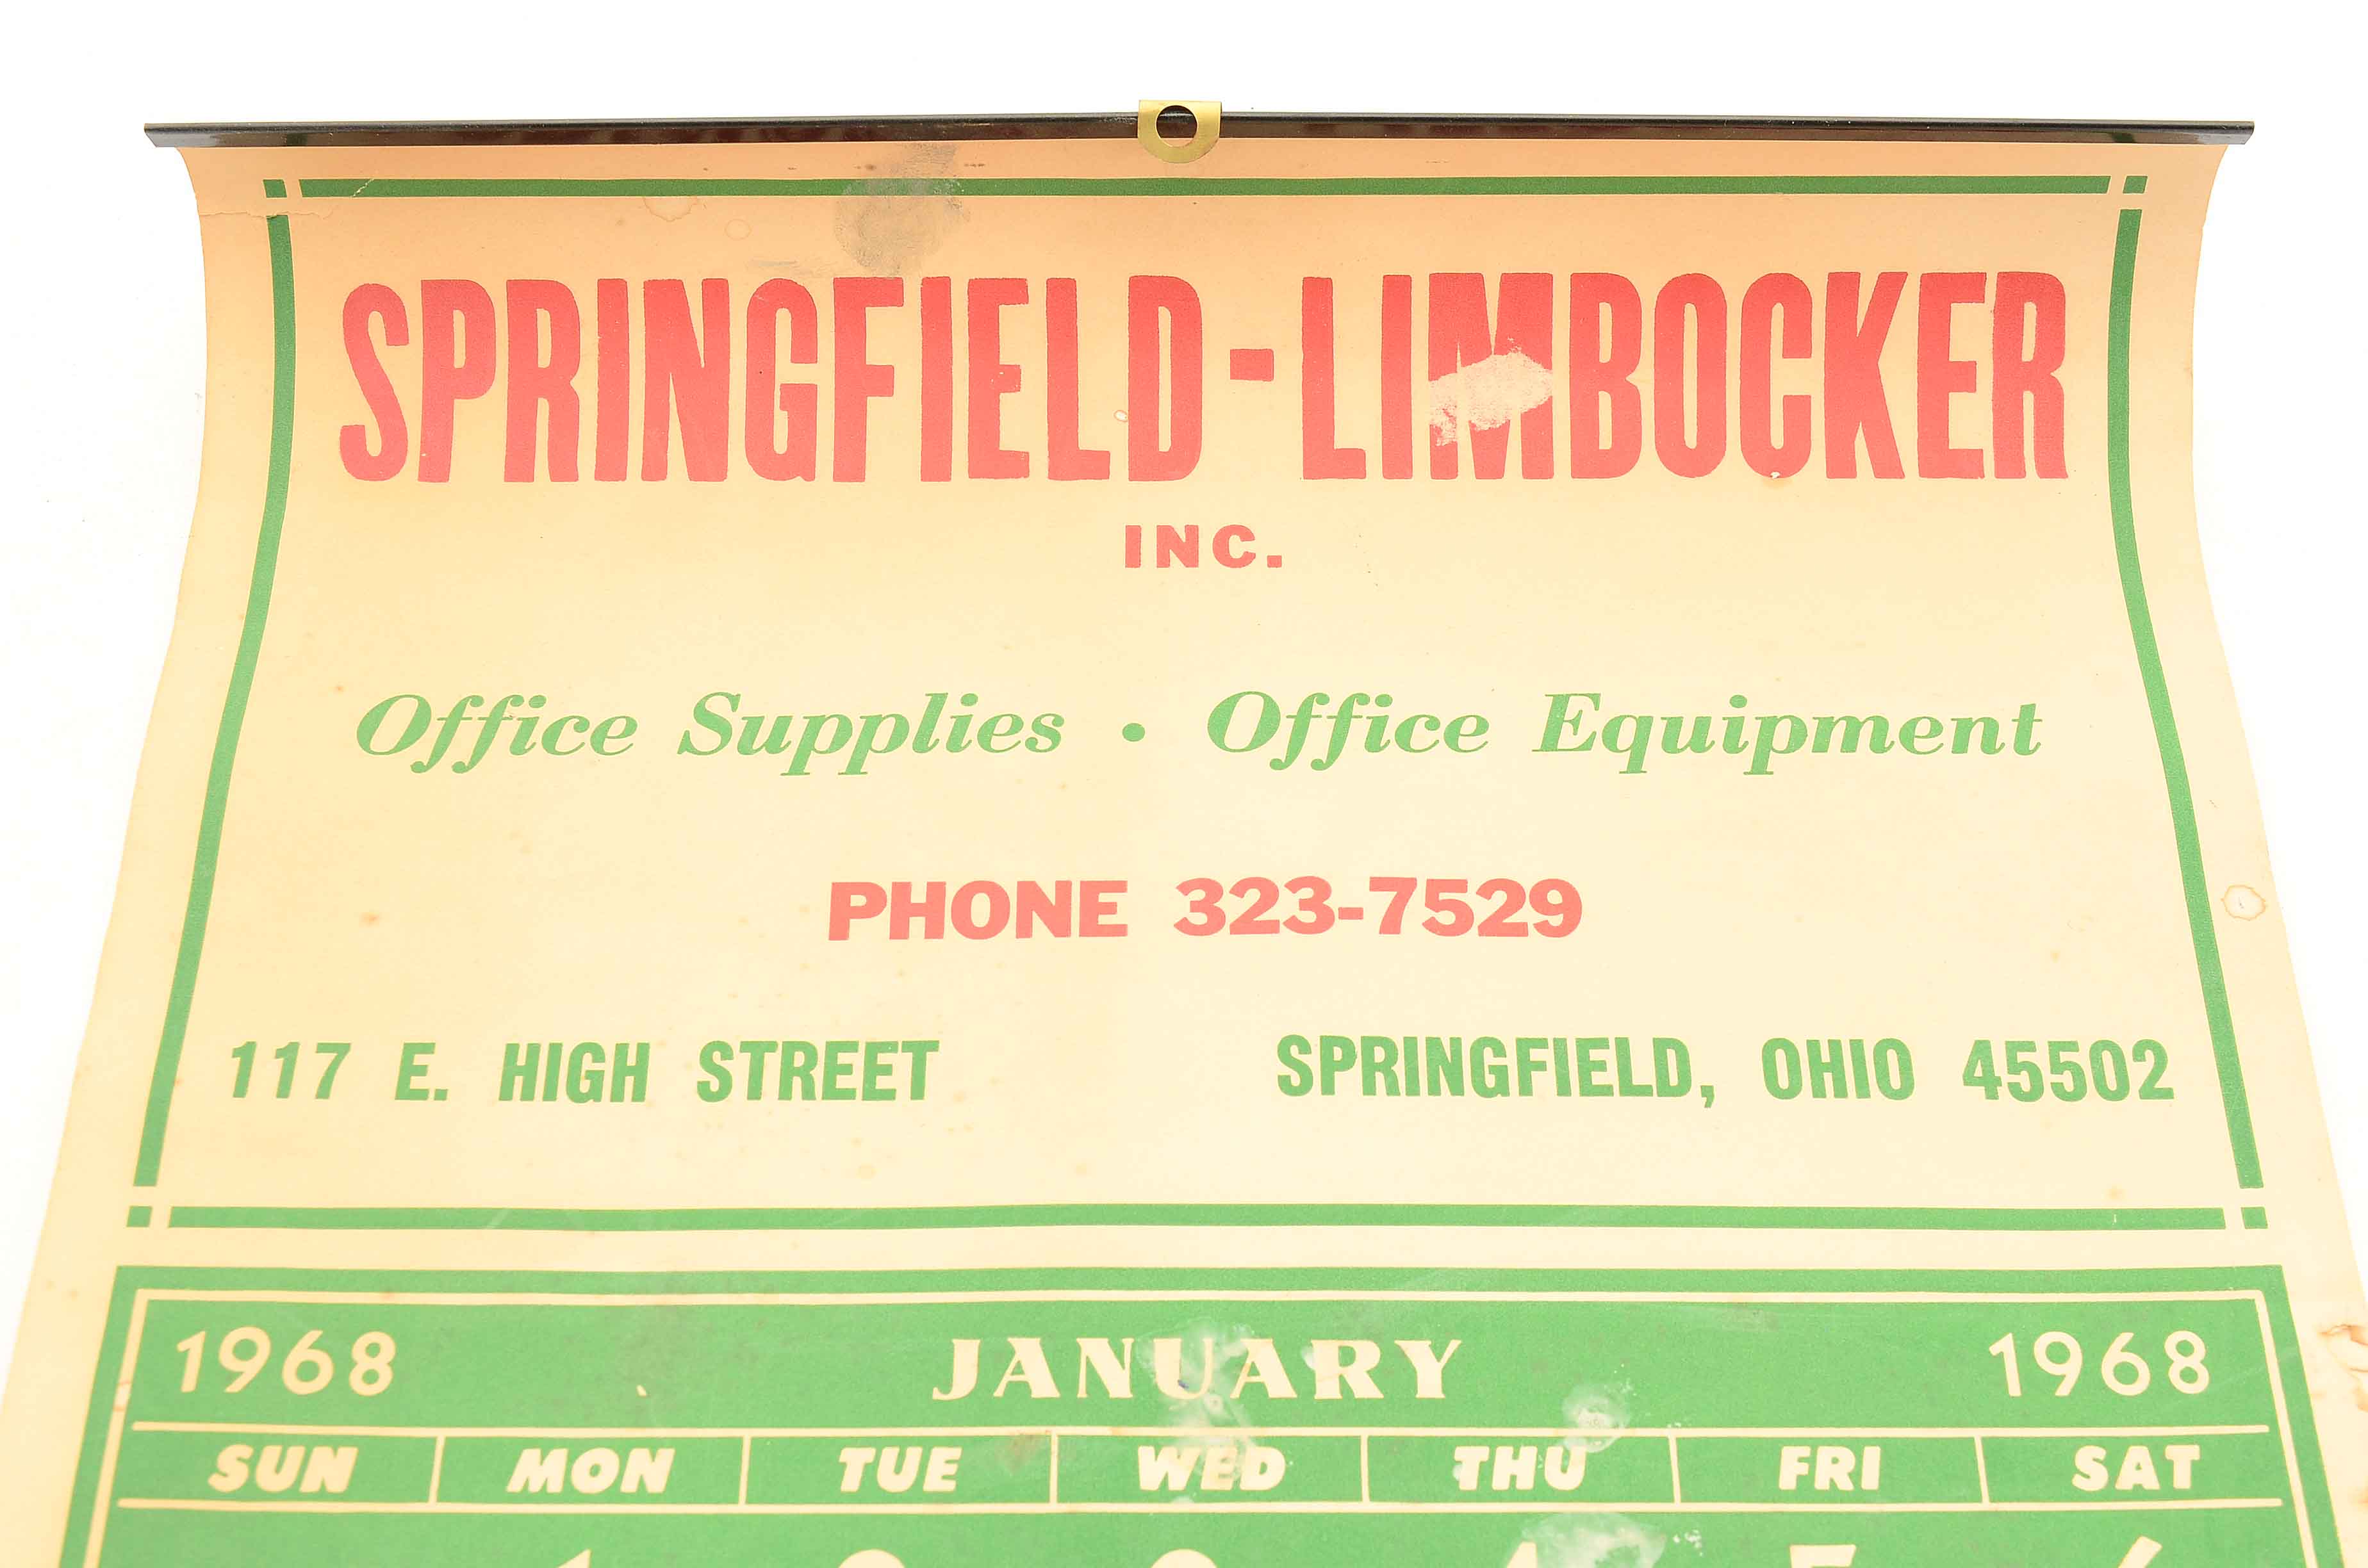 SPRINGFIELD-LIMBOCKER
INC.
Office Supplies • Office Equipment
PHONE 323-7529
117 E. HIGH STREET SPRINGFIELD, OHIO 45502
1968 JANUARY 1968
SUN MON TUE WED THU FRI SAT